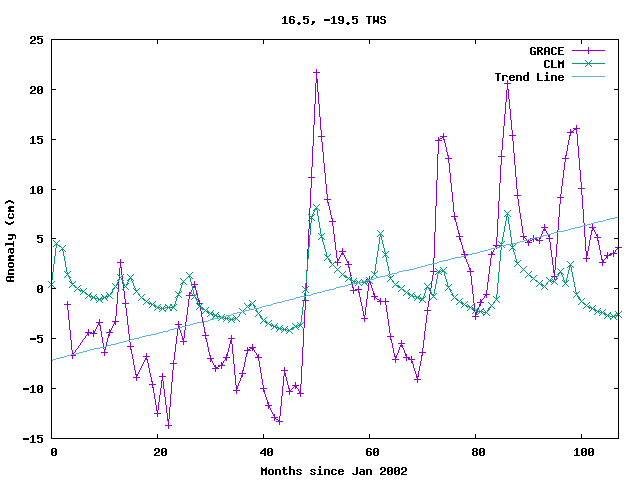 16.5, -19.5 TWS
GRACE
CLM
Trend Line
Anomaly (cm)
25
20
15
10
5
0
-5
-10
-15
0 20 40 60 80 100
Months since Jan 2002